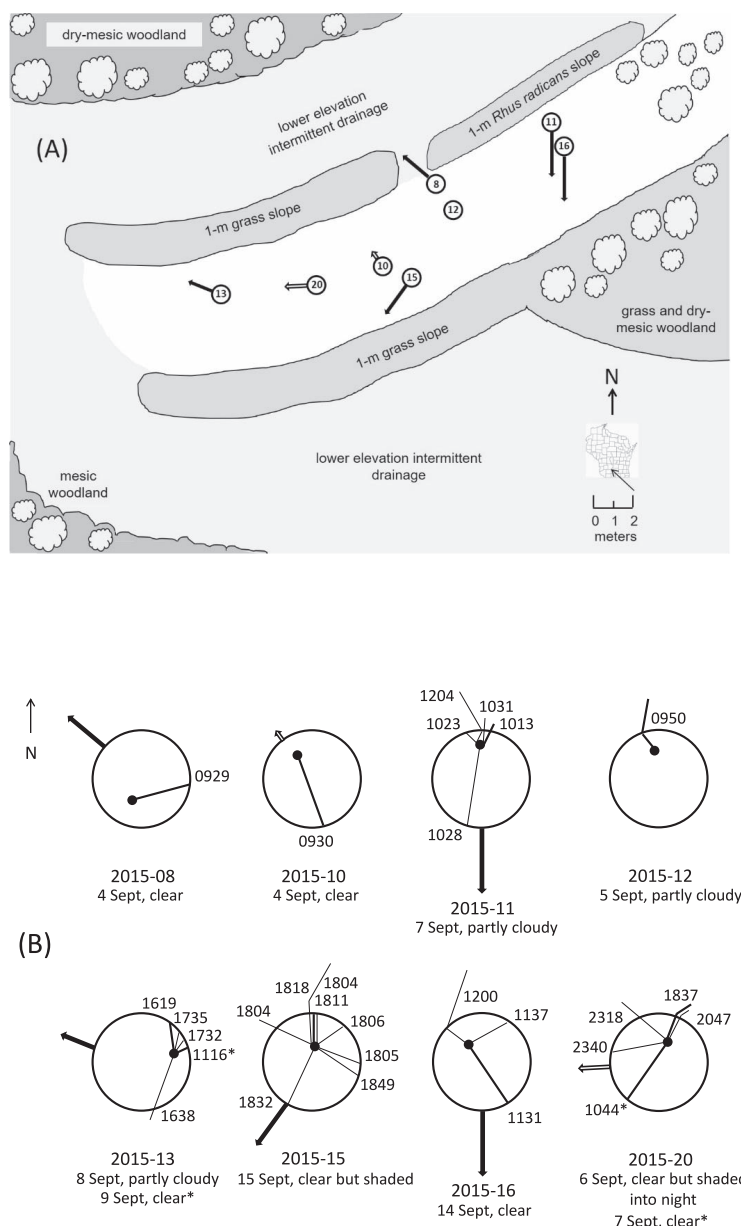 dry-mesic woodland
(A)
lower elevation
intermittent drainage
1-m Rhus radicans slope
11
16
8
12
1-m grass slope
10
13
20
15
grass and dry-
mesic woodland
1-m grass slope
N
lower elevation intermittent
drainage
mesic
woodland
0 1 2
meters
N
0929
2015-08
4 Sept, clear
0930
2015-10
4 Sept, clear
1204
1031
1023
1013
1028
2015-11
7 Sept, partly cloudy
0950
2015-12
5 Sept, partly cloudy
(B)
1619
1735
1732
1116*
1638
2015-13
8 Sept, partly cloudy
9 Sept, clear*
1818
1804
1804
1811
1806
1805
1849
1832
2015-15
15 Sept, clear but shaded
1200
1137
1131
2015-16
14 Sept, clear
1837
2318
2047
2340
1044*
2015-20
6 Sept, clear but shaded
into night
7 Sept, clear*